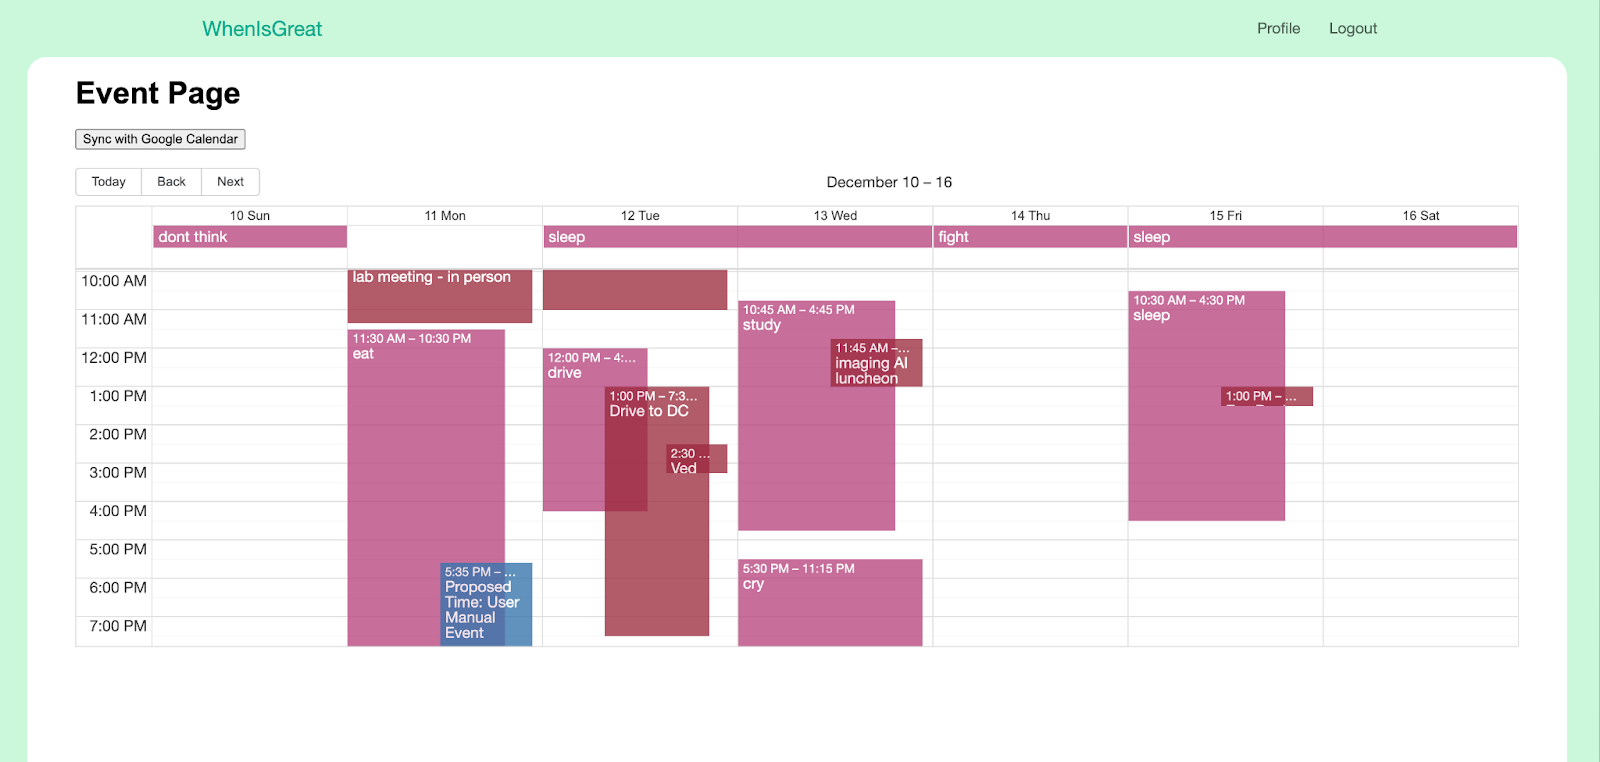 WhenIsGreat
Profile
Logout
Event Page
Sync with Google Calendar
Today
Back
Next
December 10 – 16
10 Sun
11 Mon
12 Tue
13 Wed
14 Thu
15 Fri
16 Sat
dont think
sleep
fight
sleep
10:00 AM
11:00 AM
12:00 PM
1:00 PM
2:00 PM
3:00 PM
4:00 PM
5:00 PM
6:00 PM
7:00 PM
lab meeting - in person
11:30 AM – 10:30 PM
eat
5:35 PM – ...
Proposed
Time: User
Manual
Event
12:00 PM – 4:...
drive
1:00 PM – 7:3...
Drive to DC
2:30 ...
Ved
10:45 AM – 4:45 PM
study
11:45 AM –...
imaging AI
luncheon
5:30 PM – 11:15 PM
cry
10:30 AM – 4:30 PM
sleep
1:00 PM – ...